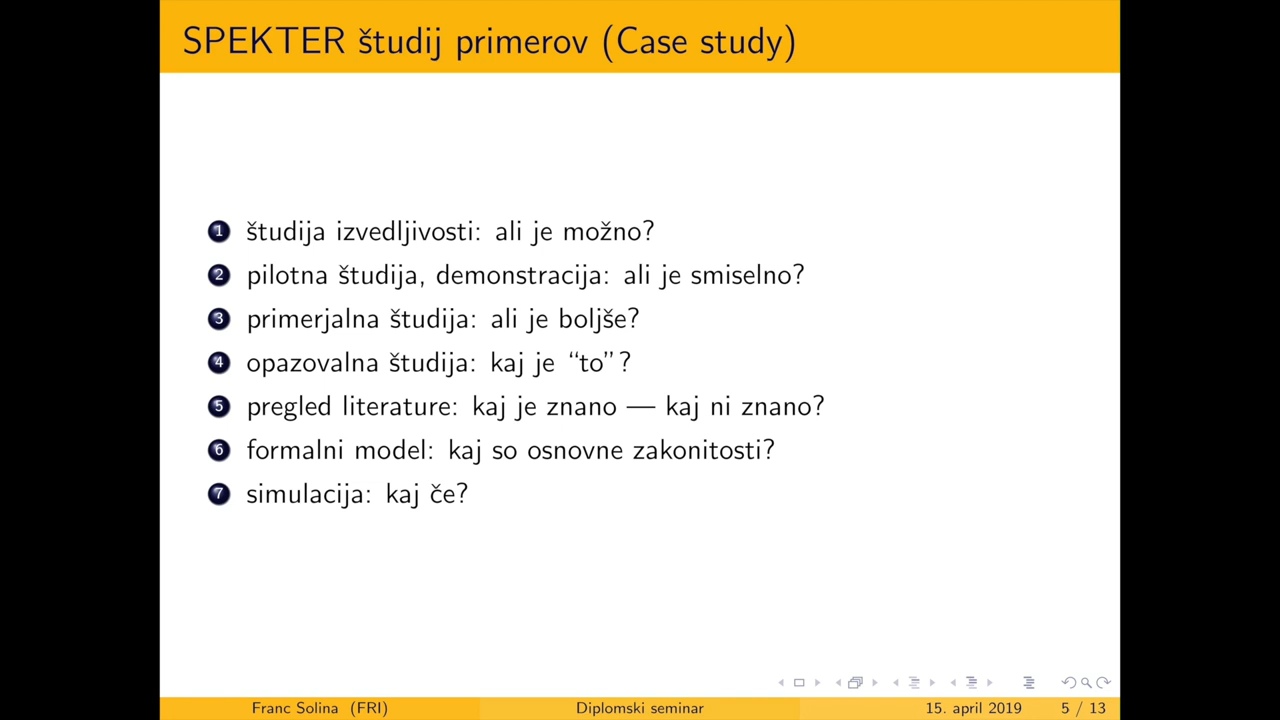 SPEKTER študij primerov (Case study)
1 študija izvedljivosti: ali je možno?
2 pilotna študija, demonstracija: ali je smiselno?
3 primerjalna študija: ali je boljše?
4 opazovalna študija: kaj je “to”?
5 pregled literature: kaj je znano — kaj ni znano?
6 formalni model: kaj so osnovne zakonitosti?
7 simulacija: kaj če?
Franc Solina (FRI) Diplomski seminar 15. april 2019 5 / 13